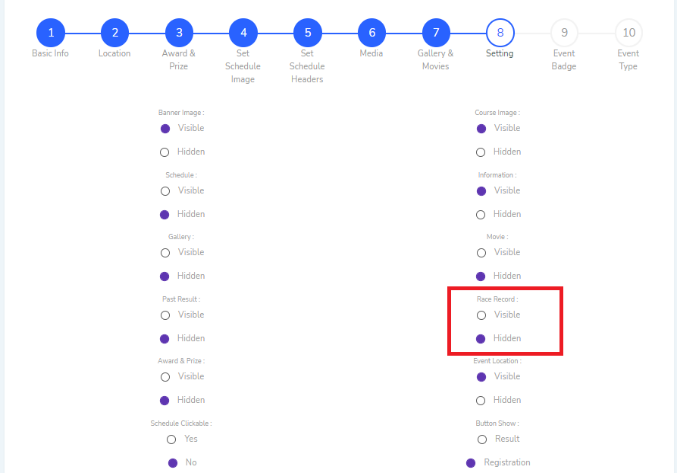 1 2 3 4 5 6 7 8 9 10
Basic Info Location Award & Set Set Media Gallery & Setting Event Event
Prize Schedule Schedule Movies Badge Type
Image Headers
Banner Image : Course Image :
Visible Visible
Hidden Hidden
Schedule : Information :
Visible Visible
Hidden Hidden
Gallery : Movie :
Visible Visible
Hidden Hidden
Past Result : Race Record :
Visible Visible
Hidden Hidden
Award & Prize : Event Location :
Visible Visible
Hidden Hidden
Schedule Clickable : Button Show :
Yes Result
No Registration